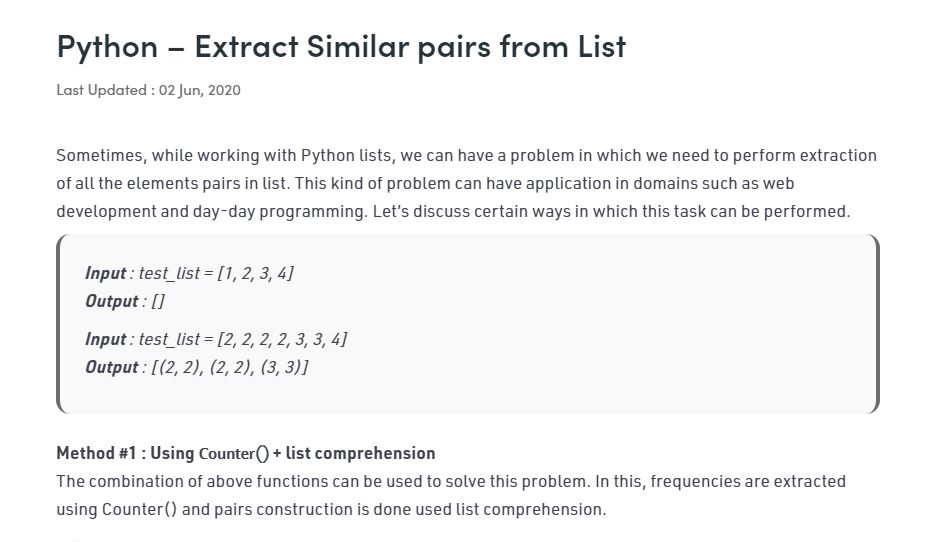 Python – Extract Similar pairs from List
Last Updated : 02 Jun, 2020
Sometimes, while working with Python lists, we can have a problem in which we need to perform extraction
of all the elements pairs in list. This kind of problem can have application in domains such as web
development and day-day programming. Let’s discuss certain ways in which this task can be performed.
Input : test_list = [1, 2, 3, 4]
Output : []
Input : test_list = [2, 2, 2, 2, 3, 3, 4]
Output : [(2, 2), (2, 2), (3, 3)]
Method #1 : Using Counter() + list comprehension
The combination of above functions can be used to solve this problem. In this, frequencies are extracted
using Counter() and pairs construction is done used list comprehension.